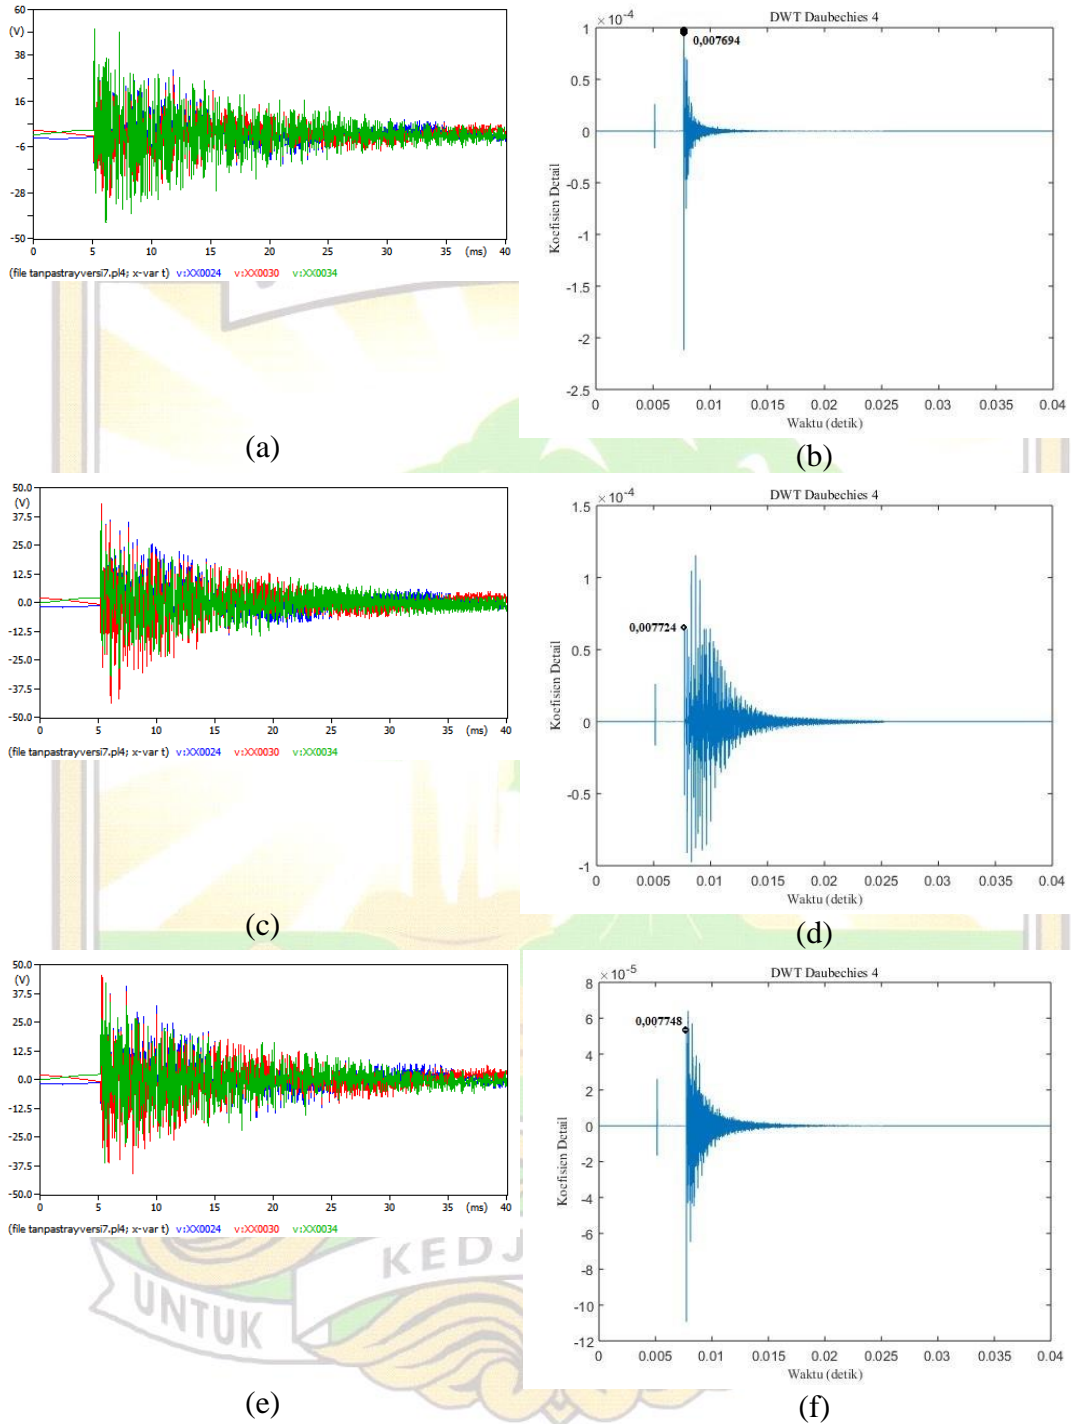 60
(V)
38
16
-6
-28
-50
0 5 10 15 20 25 30 35 (ms) 40
(file tanpastrayversi7.pl4; x-var t) v:XX0024 v:XX0030 v:XX0034
(a)
×10-4
DWT Daubechies 4
1
0,007694
0.5
0
-0.5
-1
-1.5
-2
-2.5
Koefisien Detail
0 0.005 0.01 0.015 0.02 0.025 0.03 0.035 0.04
Waktu (detik)
(b)
50.0
(V)
37.5
25.0
12.5
0.0
-12.5
-25.0
-37.5
-50.0
0 5 10 15 20 25 30 35 (ms) 40
(file tanpastrayversi7.pl4; x-var t) v:XX0024 v:XX0030 v:XX0034
(c)
×10-4
DWT Daubechies 4
1.5
1
0,007724
0.5
0
-0.5
-1
Koefisien Detail
0 0.005 0.01 0.015 0.02 0.025 0.03 0.035 0.04
Waktu (detik)
(d)
50.0
(V)
37.5
25.0
12.5
0.0
-12.5
-25.0
-37.5
-50.0
0 5 10 15 20 25 30 35 (ms) 40
(file tanpastrayversi7.pl4; x-var t) v:XX0024 v:XX0030 v:XX0034
(e)
×10-5
DWT Daubechies 4
8
0,007748
6
4
2
0
-2
-4
-6
-8
-10
-12
Koefisien Detail
0 0.005 0.01 0.015 0.02 0.025 0.03 0.035 0.04
Waktu (detik)
(f)
UNTUK KEDJ